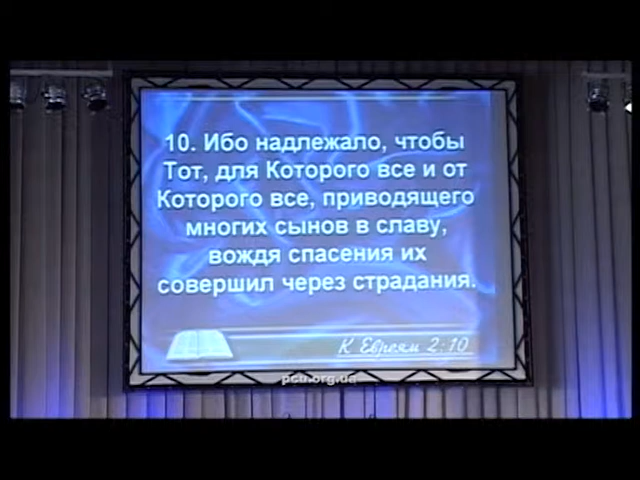 10. Ибо надлежало, чтобы
Тот, для Которого все и от
Которого все, приводящего
многих сынов в славу,
вождя спасения их
совершил через страдания.
К Евреям 2:10
pcu.org.ua